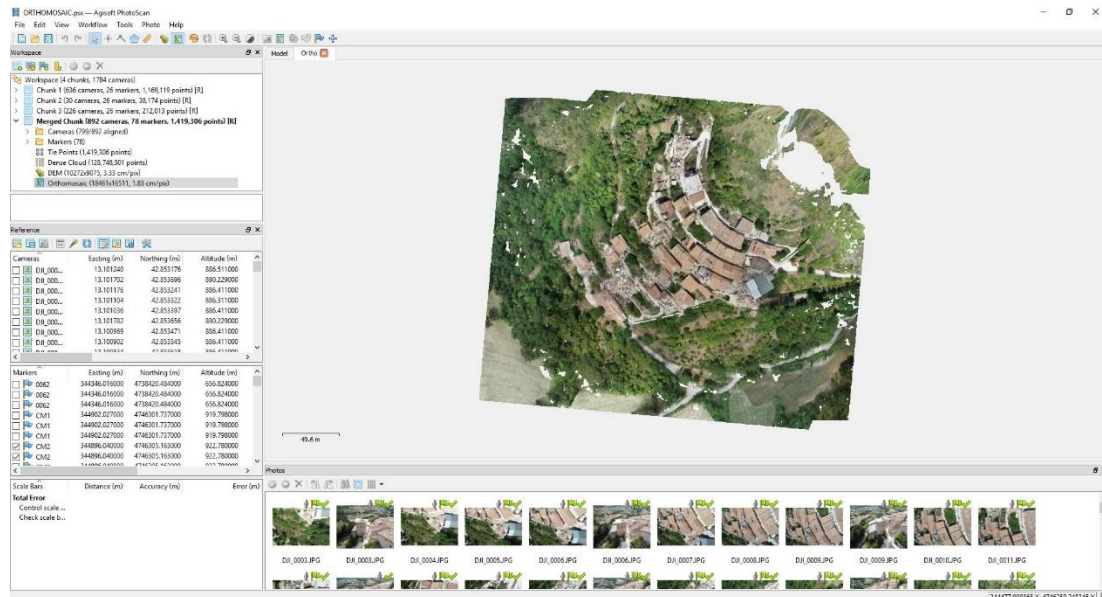 ORTHOMOSAIC.psx — Agisoft PhotoScan
File Edit View Workflow Tools Photo Help
Workspace
Model Ortho
Workspace (4 chunks, 1784 cameras)
Chunk 1 (636 cameras, 26 markers, 1,169,119 points) [R]
Chunk 2 (30 cameras, 26 markers, 38,174 points) [R]
Chunk 3 (226 cameras, 26 markers, 212,013 points) [R]
Merged Chunk (892 cameras, 78 markers, 1,419,306 points) [R]
Cameras (799/892 aligned)
Markers (78)
Tie Points (1,419,306 points)
Dense Cloud (128,748,501 points)
DEM (10272x9075, 3.33 cm/pix)
Orthomosaic (18461x16511, 1.83 cm/pix)
Reference
Cameras Easting (m) Northing (m) Altitude (m)
DJI_000... 13.101240 42.853176 886.511000
DJI_000... 13.101702 42.853696 890.229000
DJI_000... 13.101176 42.853241 886.411000
DJI_000... 13.101104 42.853322 886.311000
DJI_000... 13.101036 42.853397 886.411000
DJI_000... 13.101782 42.853656 890.229000
DJI_000... 13.100969 42.853471 886.411000
DJI_000... 13.100902 42.853545 886.411000
Markers Easting (m) Northing (m) Altitude (m)
0062 344346.016000 4738420.484000 656.824000
0062 344346.016000 4738420.484000 656.824000
0062 344346.016000 4738420.484000 656.824000
CM1 344902.027000 4746301.737000 919.798000
CM1 344902.027000 4746301.737000 919.798000
CM1 344902.027000 4746301.737000 919.798000
CM2 344896.040000 4746305.163000 922.780000
CM2 344896.040000 4746305.163000 922.780000
49.6 m
Photos
Scale Bars Distance (m) Accuracy (m) Error (m)
Total Error
Control scale ...
Check scale b...
DJI_0003.JPG DJI_0003.JPG DJI_0004.JPG DJI_0005.JPG DJI_0005.JPG DJI_0006.JPG DJI_0007.JPG DJI_0008.JPG DJI_0009.JPG DJI_0009.JPG DJI_0010.JPG DJI_0011.JPG